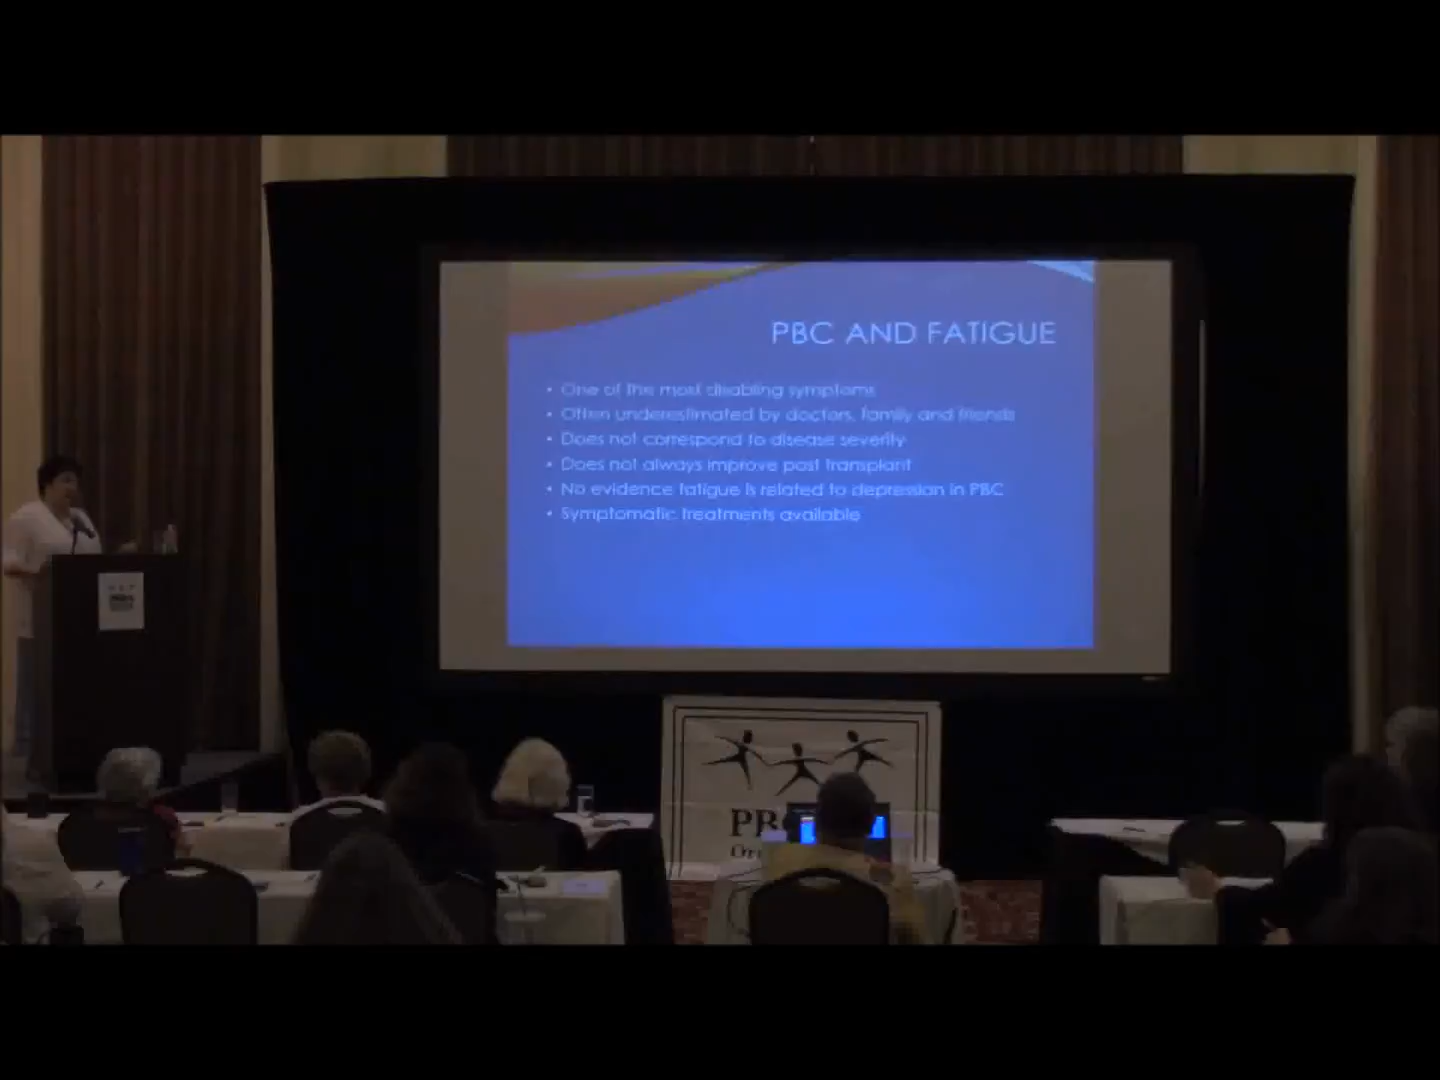 PBC AND FATIGUE
• One of the most disabling symptoms
• Often underestimated by doctors, family and friends
• Does not correspond to disease severity
• Does not always improve post transplant
• No evidence fatigue is related to depression in PBC
• Symptomatic treatments available